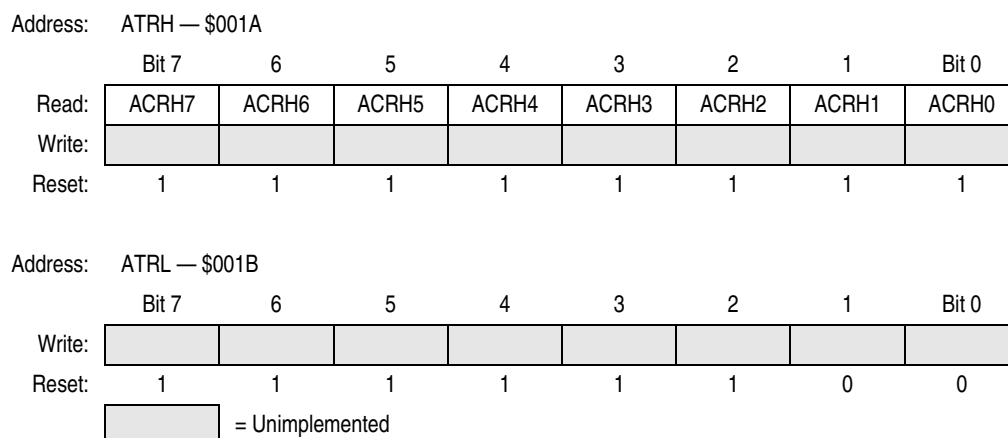 Address: ATRH — $001A
Bit 7 6 5 4 3 2 1 Bit 0
Read: ACRH7 ACRH6 ACRH5 ACRH4 ACRH3 ACRH2 ACRH1 ACRH0
Write:
Reset: 1 1 1 1 1 1 1 1
Address: ATRL — $001B
Bit 7 6 5 4 3 2 1 Bit 0
Write:
Reset: 1 1 1 1 1 1 0 0
= Unimplemented